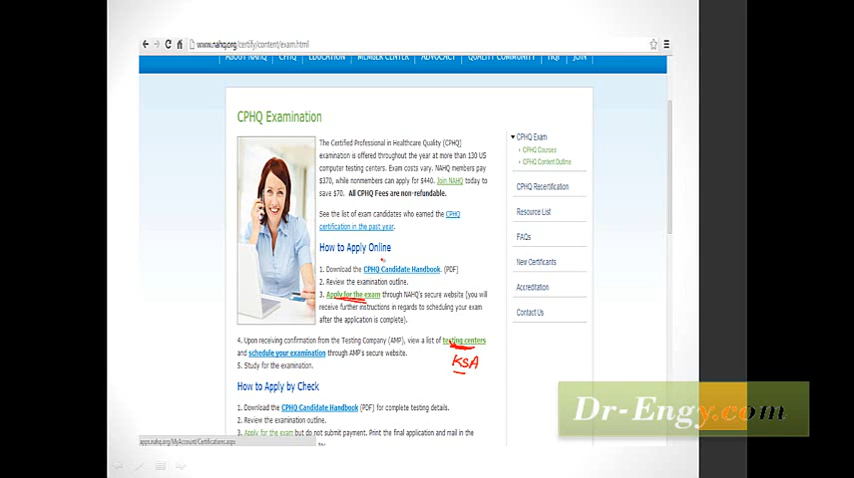 www.nahq.org/certify/content/exam.html
ABOUT NAHQ CPHQ EDUCATION MEMBER CENTER ADVOCACY QUALITY COMMUNITY HQF JOIN
CPHQ Examination
The Certified Professional in Healthcare Quality (CPHQ)
examination is offered throughout the year at more than 130 US
computer testing centers. Exam costs vary. NAHQ members pay
$370, while nonmembers can apply for $440. Join NAHQ today to
save $70. All CPHQ Fees are non-refundable.
See the list of exam candidates who earned the CPHQ
certification in the past year.
How to Apply Online
1. Download the CPHQ Candidate Handbook. (PDF)
2. Review the examination outline.
3. Apply for the exam through NAHQ's secure website (you will
receive further instructions in regards to scheduling your exam
after the application is complete).
4. Upon receiving confirmation from the Testing Company (AMP), view a list of testing centers
and schedule your examination through AMP's secure website.
5. Study for the examination.
KSA
How to Apply by Check
1. Download the CPHQ Candidate Handbook (PDF) for complete testing details.
2. Review the examination outline.
3. Apply for the exam but do not submit payment. Print the final application and mail in the
CPHQ Exam
CPHQ Courses
CPHQ Content Outline
CPHQ Recertification
Resource List
FAQs
New Certificants
Accreditation
Contact Us
apps.nahq.org/MyAccount/Certifications.aspx
Dr-Engy.com